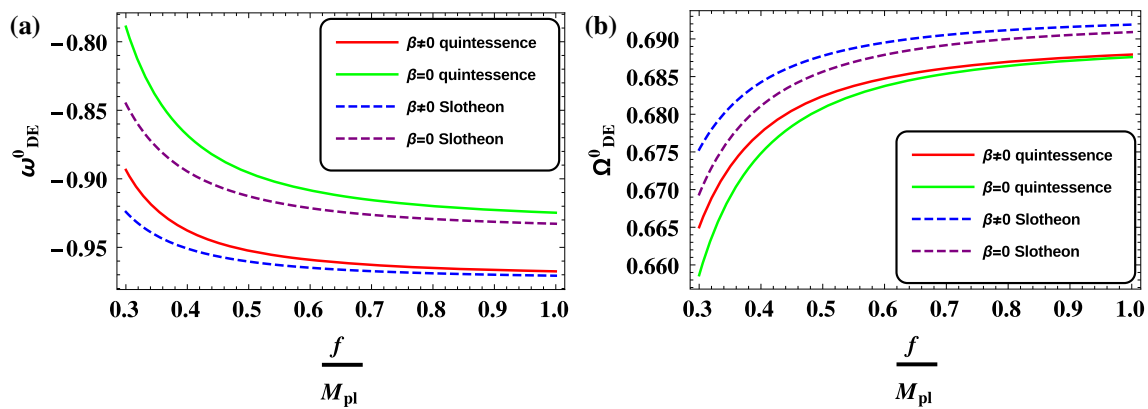 (a)
−0.80
−0.85
−0.90
−0.95
ω⁰DE
β≠0 quintessence
β=0 quintessence
β≠0 Slotheon
β=0 Slotheon
0.3 0.4 0.5 0.6 0.7 0.8 0.9 1.0
f
Mpl
(b)
0.690
0.685
0.680
0.675
0.670
0.665
0.660
Ω⁰DE
β≠0 quintessence
β=0 quintessence
β≠0 Slotheon
β=0 Slotheon
0.3 0.4 0.5 0.6 0.7 0.8 0.9 1.0
f
Mpl